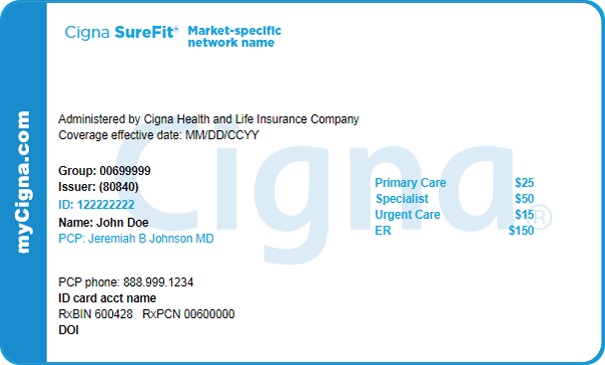 myCigna.com
Cigna SureFit® Market-specific
network name
Administered by Cigna Health and Life Insurance Company
Coverage effective date: MM/DD/CCYY
Cigna®
Group: 00699999
Issuer: (80840)
ID: 122222222
Name: John Doe
PCP: Jeremiah B Johnson MD
Primary Care $25
Specialist $50
Urgent Care $15
ER $150
PCP phone: 888.999.1234
ID card acct name
RxBIN 600428 RxPCN 00600000
DOI